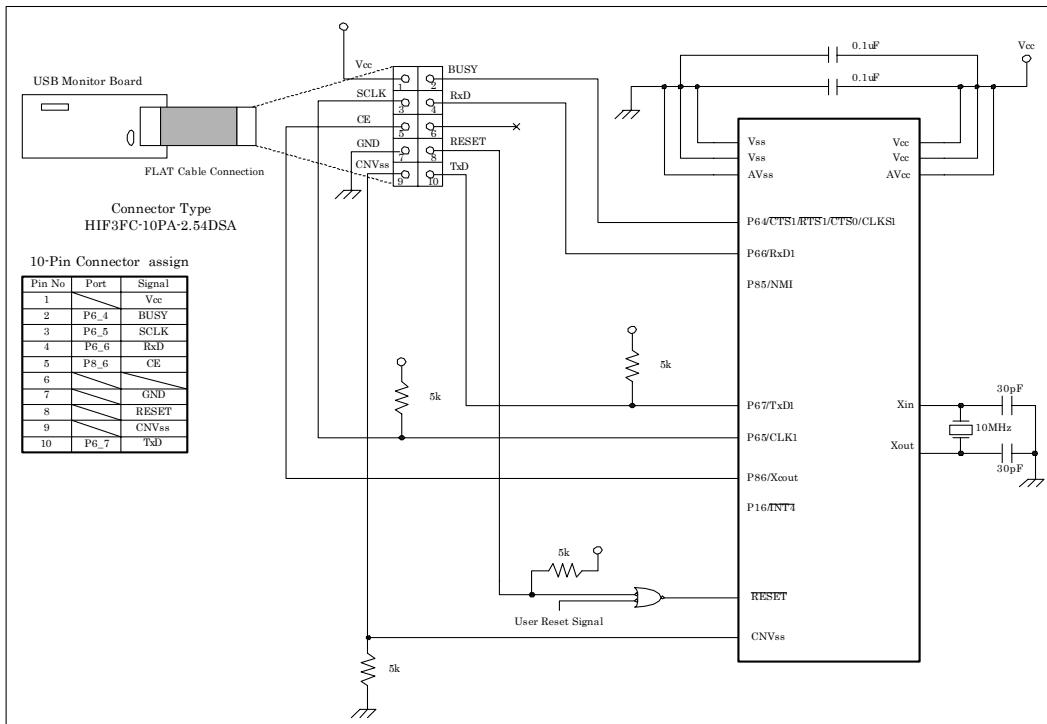 USB Monitor Board
FLAT Cable Connection
Connector Type
HIF3FC-10PA-2.54DSA
10-Pin Connector assign
Pin No Port Signal
1 Vcc
2 P6_4 BUSY
3 P6_5 SCLK
4 P6_6 RxD
5 P8_6 CE
6
7 GND
8 RESET
9 CNVss
10 P6_7 TxD
Vcc
BUSY
1 2
SCLK
RxD
3 4
CE
5 6
GND
RESET
7 8
CNVss
TxD
9 10
0.1uF
0.1uF
Vcc
Vss
Vss
AVss
Vcc
Vcc
AVcc
P64/CTS1/RTS1/CTS0/CLKS1
P66/RxD1
P85/NMI
5k
5k
P67/TxD1
P65/CLK1
P86/Xcout
P16/INT4
Xin
Xout
30pF
10MHz
30pF
5k
User Reset Signal
RESET
CNVss
5k